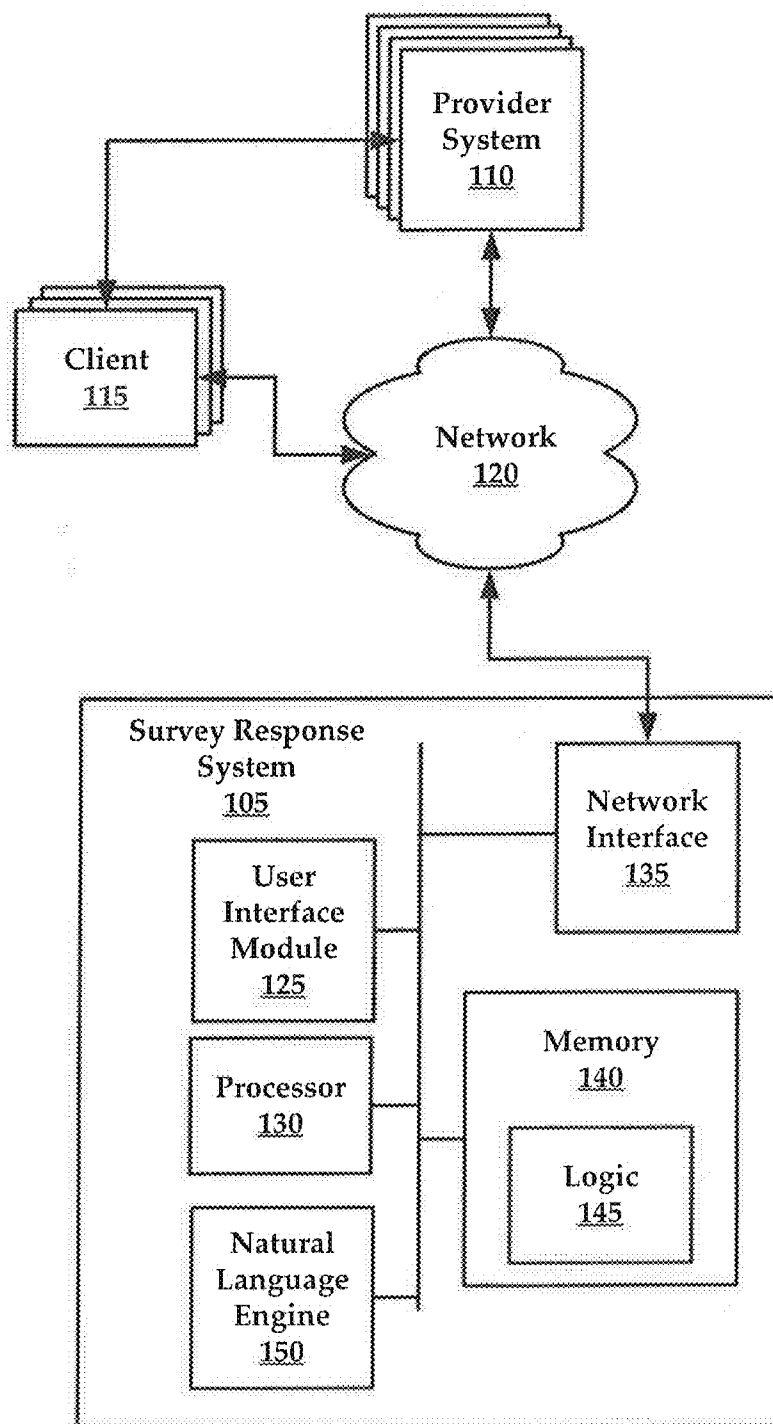 Provider
System
110
Client
115
Network
120
Survey Response
System
105
Network
Interface
135
User
Interface
Module
125
Memory
140
Processor
130
Logic
145
Natural
Language
Engine
150